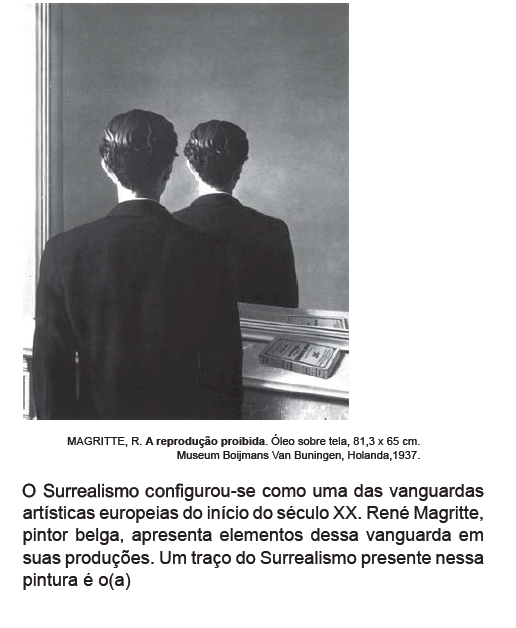 MAGRITTE, R. A reprodução proibida. Óleo sobre tela, 81,3 x 65 cm.
Museum Boijmans Van Buningen, Holanda,1937.
O Surrealismo configurou-se como uma das vanguardas
artísticas europeias do início do século XX. René Magritte,
pintor belga, apresenta elementos dessa vanguarda em
suas produções. Um traço do Surrealismo presente nessa
pintura é o(a)